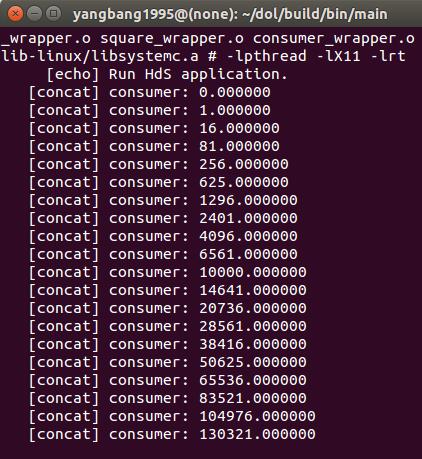 yangbang1995@(none): ~/dol/build/bin/main
_wrapper.o square_wrapper.o consumer_wrapper.o
lib-linux/libsystemc.a # -lpthread -lX11 -lrt
[echo] Run HdS application.
[concat] consumer: 0.000000
[concat] consumer: 1.000000
[concat] consumer: 16.000000
[concat] consumer: 81.000000
[concat] consumer: 256.000000
[concat] consumer: 625.000000
[concat] consumer: 1296.000000
[concat] consumer: 2401.000000
[concat] consumer: 4096.000000
[concat] consumer: 6561.000000
[concat] consumer: 10000.000000
[concat] consumer: 14641.000000
[concat] consumer: 20736.000000
[concat] consumer: 28561.000000
[concat] consumer: 38416.000000
[concat] consumer: 50625.000000
[concat] consumer: 65536.000000
[concat] consumer: 83521.000000
[concat] consumer: 104976.000000
[concat] consumer: 130321.000000